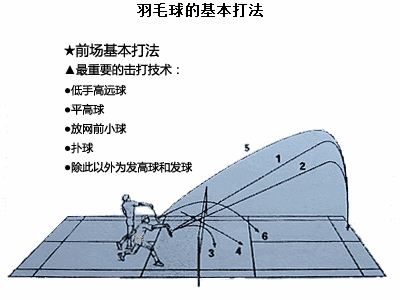 羽毛球的基本打法
★前场基本打法
▲最重要的击打技术：
●低手高远球
●平高球
●放网前小球
●扑球
●除此以外为发高球和发球
5
1
2
6
3
4